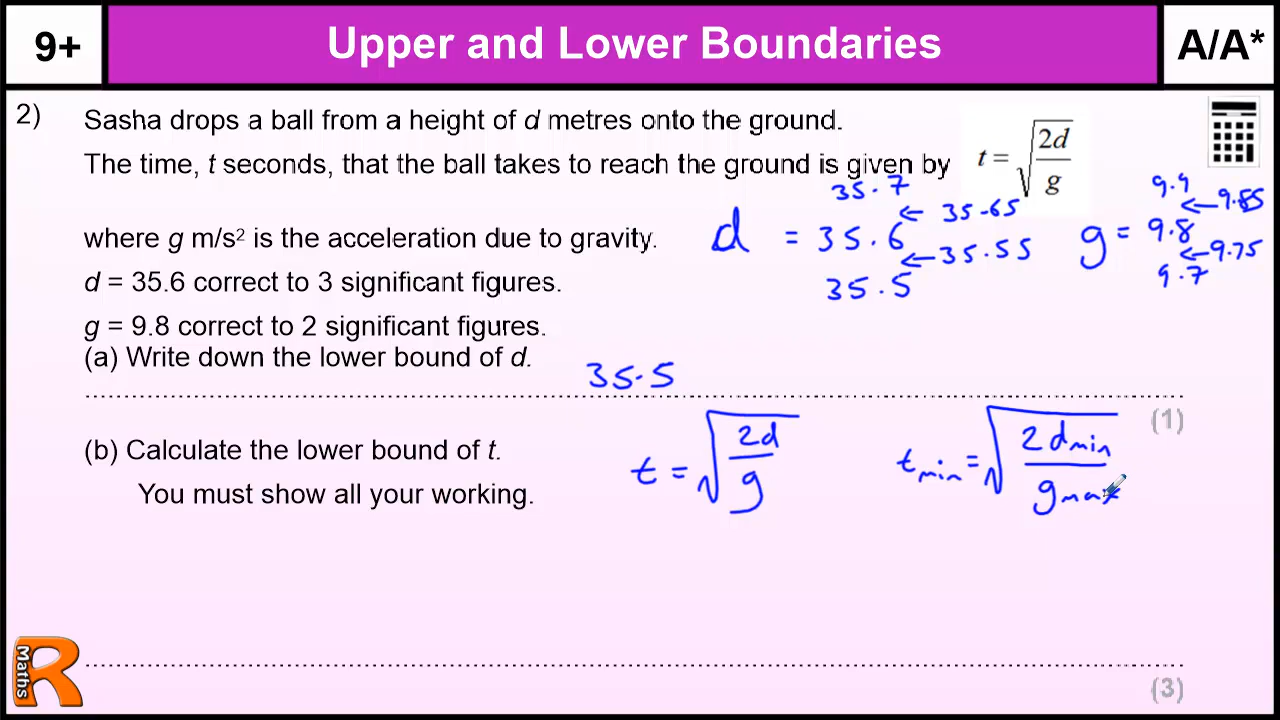 9+
Upper and Lower Boundaries
A/A*
2)
Sasha drops a ball from a height of d metres onto the ground.
The time, t seconds, that the ball takes to reach the ground is given by
t = √(2d/g)
where g m/s² is the acceleration due to gravity.
d = 35.6 correct to 3 significant figures.
g = 9.8 correct to 2 significant figures.
35.7
← 35.65
d = 35.6
← 35.55
35.5
9.9
← 9.85
g = 9.8
← 9.75
9.7
(a) Write down the lower bound of d.
35.5
(1)
(b) Calculate the lower bound of t.
You must show all your working.
t = √(2d/g)
t min = √(2 d min/g max)
(3)
Maths R